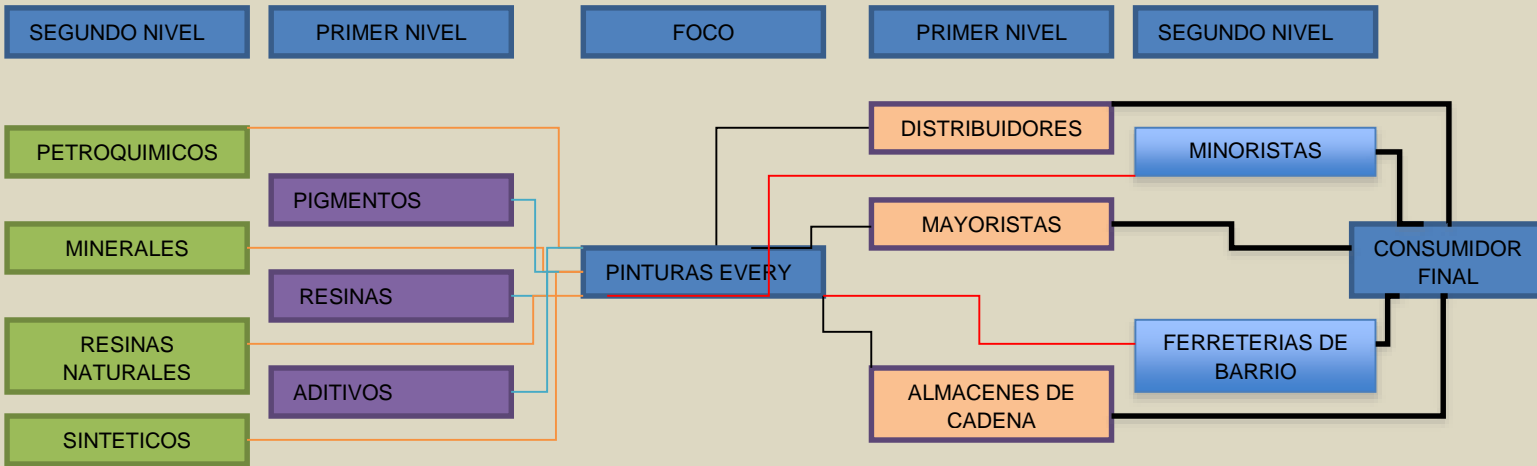 SEGUNDO NIVEL
PRIMER NIVEL
FOCO
PRIMER NIVEL
SEGUNDO NIVEL
PETROQUIMICOS
MINERALES
RESINAS
NATURALES
SINTETICOS
PIGMENTOS
RESINAS
ADITIVOS
PINTURAS EVERY
DISTRIBUIDORES
MAYORISTAS
ALMACENES DE
CADENA
MINORISTAS
FERRETERIAS DE
BARRIO
CONSUMIDOR
FINAL